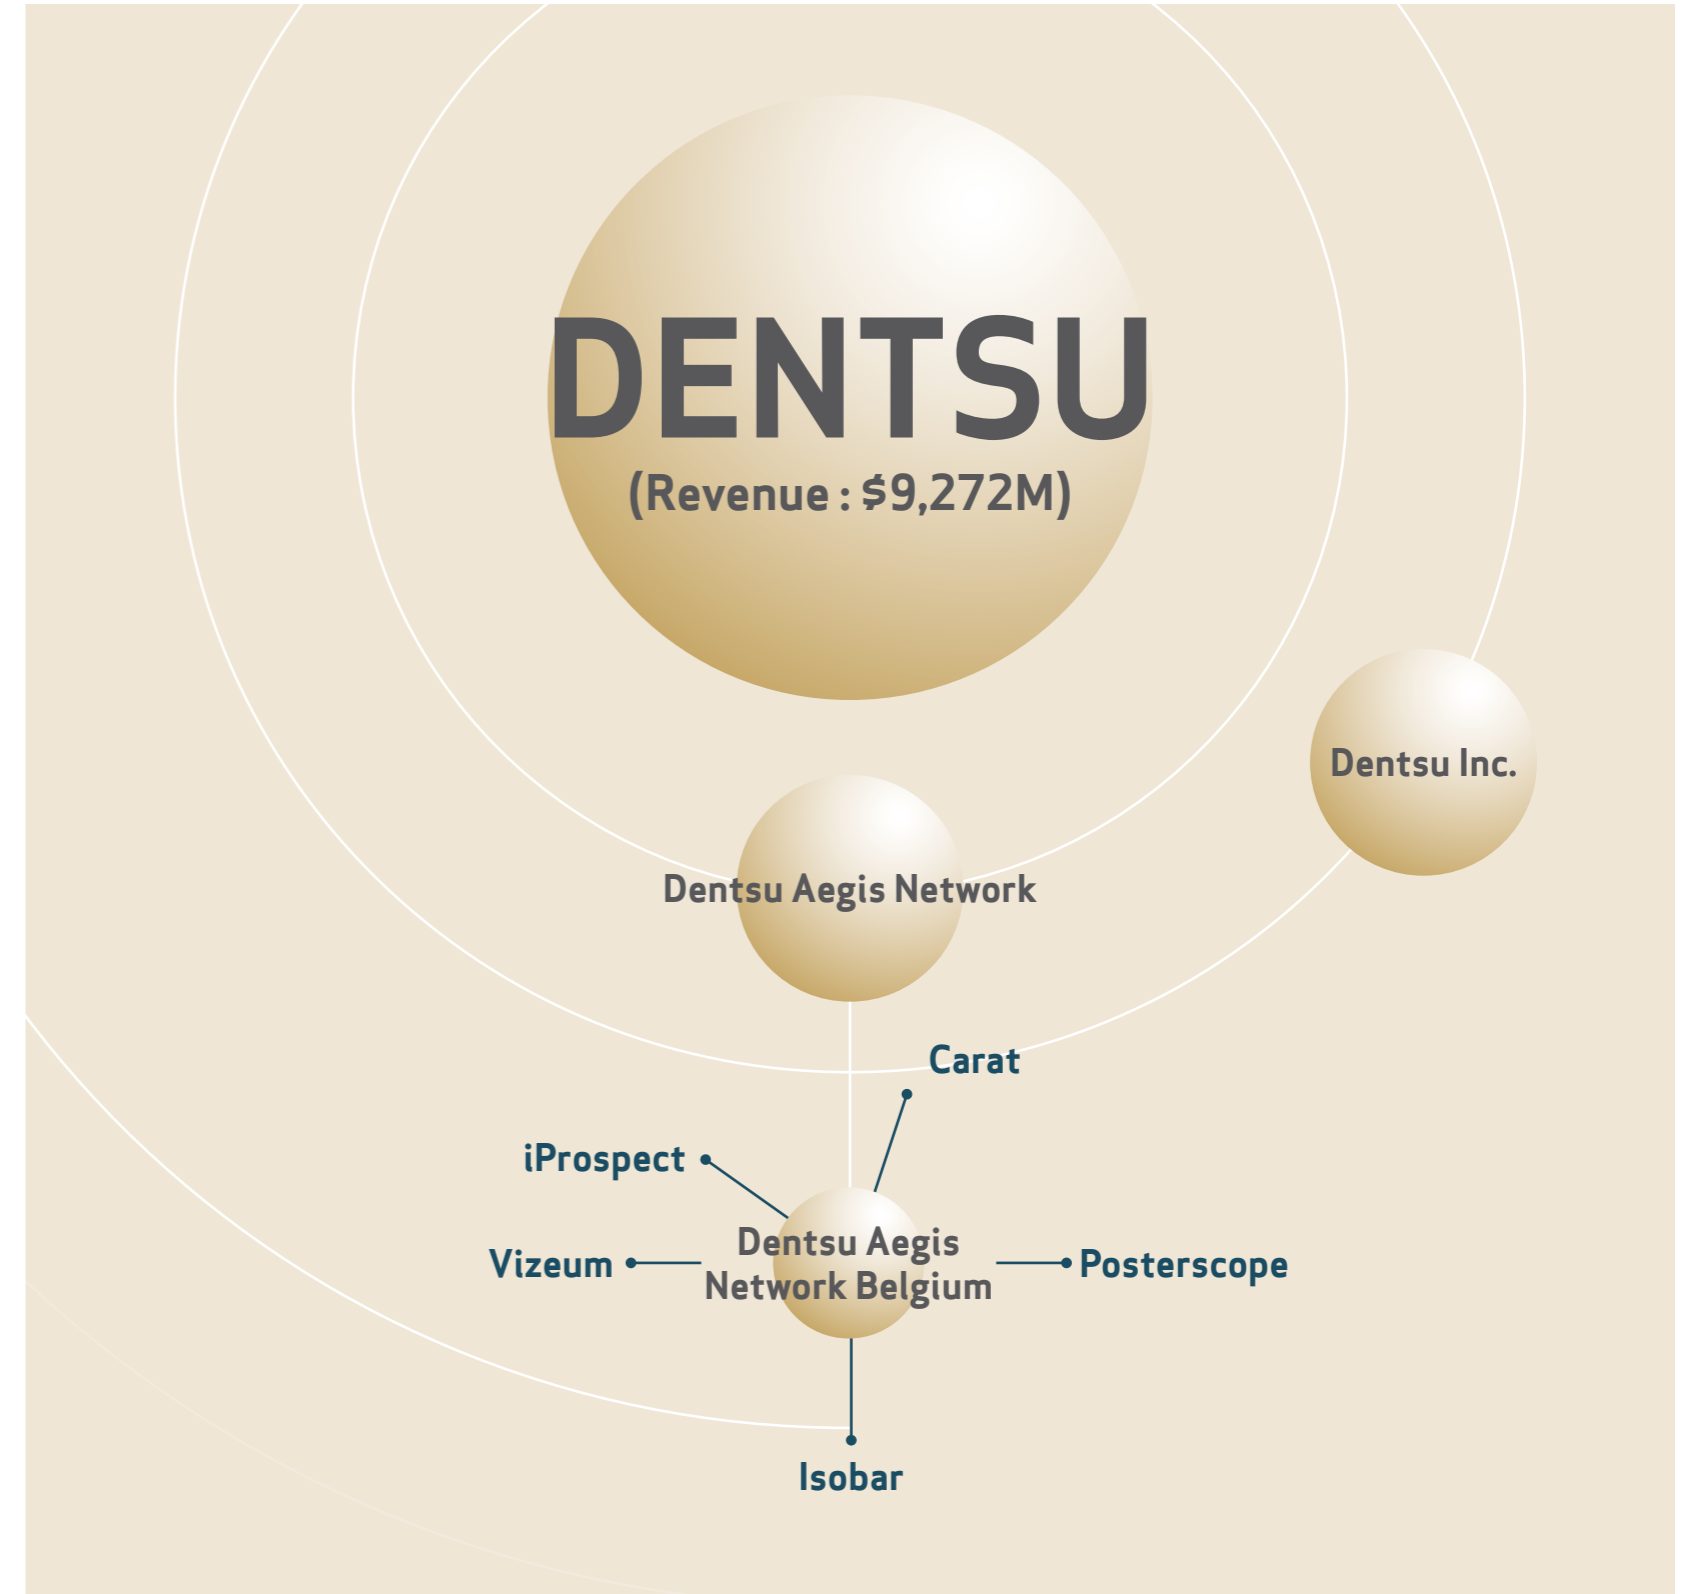 DENTSU
(Revenue : $9,272M)
Dentsu Inc.
Dentsu Aegis Network
Carat
iProspect
Dentsu Aegis
Network Belgium
Vizeum
Posterscope
Isobar